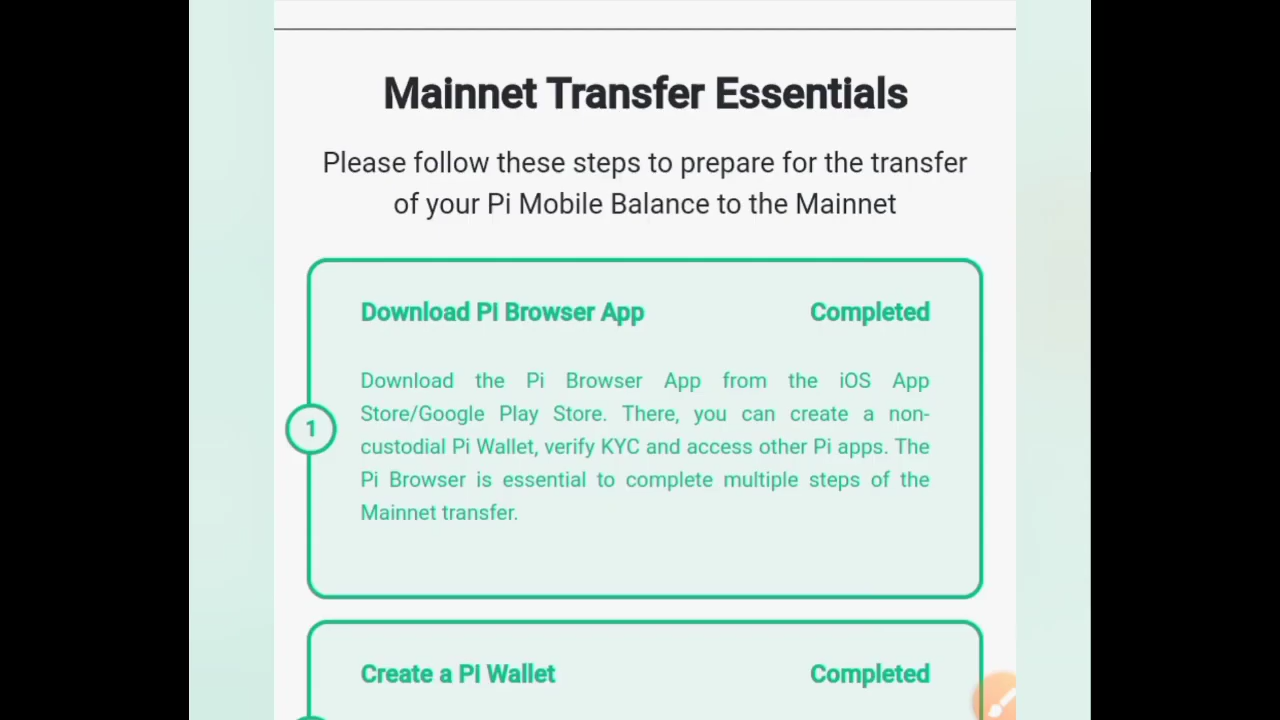 Mainnet Transfer Essentials
Please follow these steps to prepare for the transfer
of your Pi Mobile Balance to the Mainnet
Download Pi Browser App Completed
Download the Pi Browser App from the iOS App
Store/Google Play Store. There, you can create a non-
1
custodial Pi Wallet, verify KYC and access other Pi apps. The
Pi Browser is essential to complete multiple steps of the
Mainnet transfer.
Create a Pi Wallet Completed